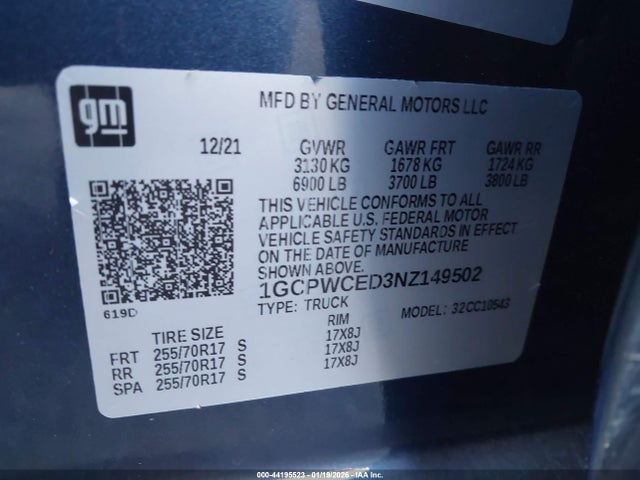 gm
MFD BY GENERAL MOTORS LLC
12/21 GVWR GAWR FRT GAWR RR
3130 KG 1678 KG 1724 KG
6900 LB 3700 LB 3800 LB
THIS VEHICLE CONFORMS TO ALL
APPLICABLE U.S. FEDERAL MOTOR
VEHICLE SAFETY STANDARDS IN EFFECT
ON THE DATE OF MANUFACTURE
SHOWN ABOVE
1GCPWCED3NZ149502
619D
TYPE: TRUCK MODEL: 32CC10543
TIRE SIZE RIM
FRT 255/70R17 S 17X8J
RR 255/70R17 S 17X8J
SPA 255/70R17 S 17X8J
000-44195523 - 01/19/2026 - IAA Inc.